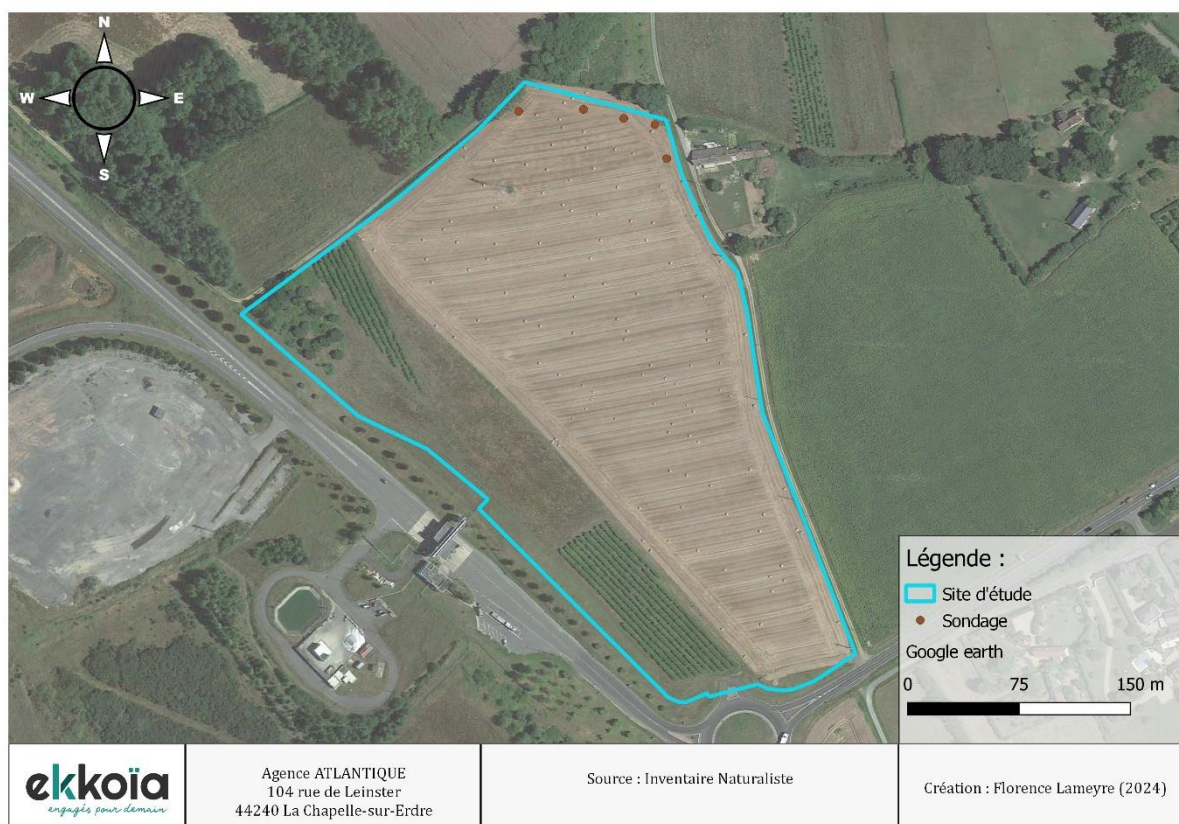 N
W E
S
Légende :
Site d'étude
Sondage
Google earth
0 75 150 m
ekkoïa
engagés pour demain
Agence ATLANTIQUE
104 rue de Leinster
44240 La Chapelle-sur-Erdre
Source : Inventaire Naturaliste
Création : Florence Lameyre (2024)